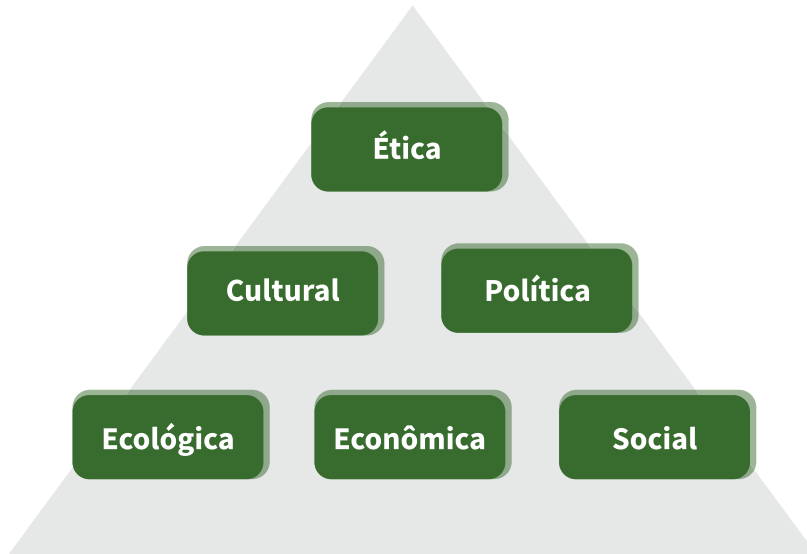 Ética
Cultural
Política
Ecológica
Econômica
Social